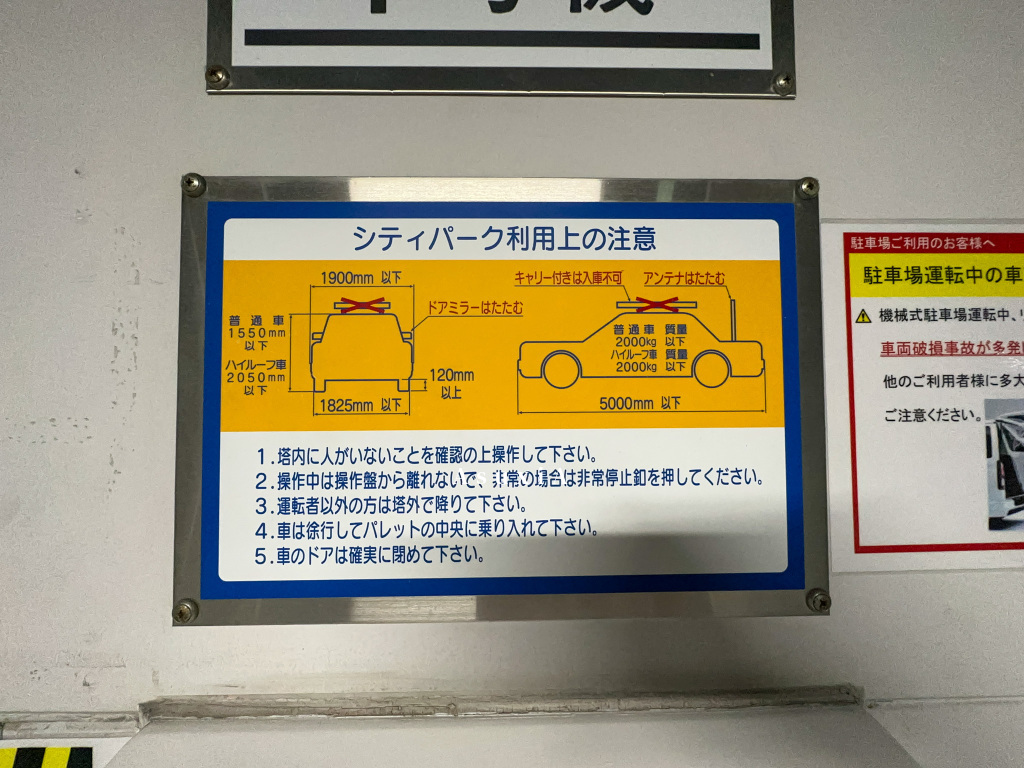 号機
シティパーク利用上の注意
1900mm 以下
キャリー付きは入庫不可
アンテナはたたむ
ドアミラーはたたむ
普通車
1550mm
以下
ハイルーフ車
2050mm
以下
120mm
以上
1825mm 以下
普通車 質量
2000kg 以下
ハイルーフ車 質量
2000kg 以下
5000mm 以下
1.塔内に人がいないことを確認の上操作して下さい。
2.操作中は操作盤から離れないで、非常の場合は非常停止釦を押してください。
3.運転者以外の方は塔外で降りて下さい。
4.車は徐行してパレットの中央に乗り入れて下さい。
5.車のドアは確実に閉めて下さい。
駐車場ご利用のお客様へ
駐車場運転中の車
機械式駐車場運転中、
車両破損事故が多発
他のご利用者様に多大
ご注意ください。